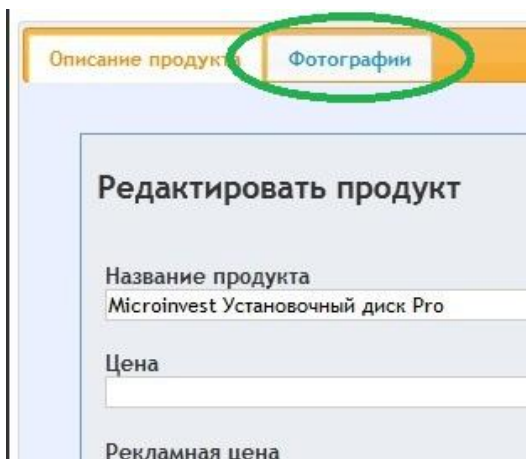 Описание продукта Фотографии
Редактировать продукт
Название продукта
Microinvest Установочный диск Pro
Цена
Рекламная цена